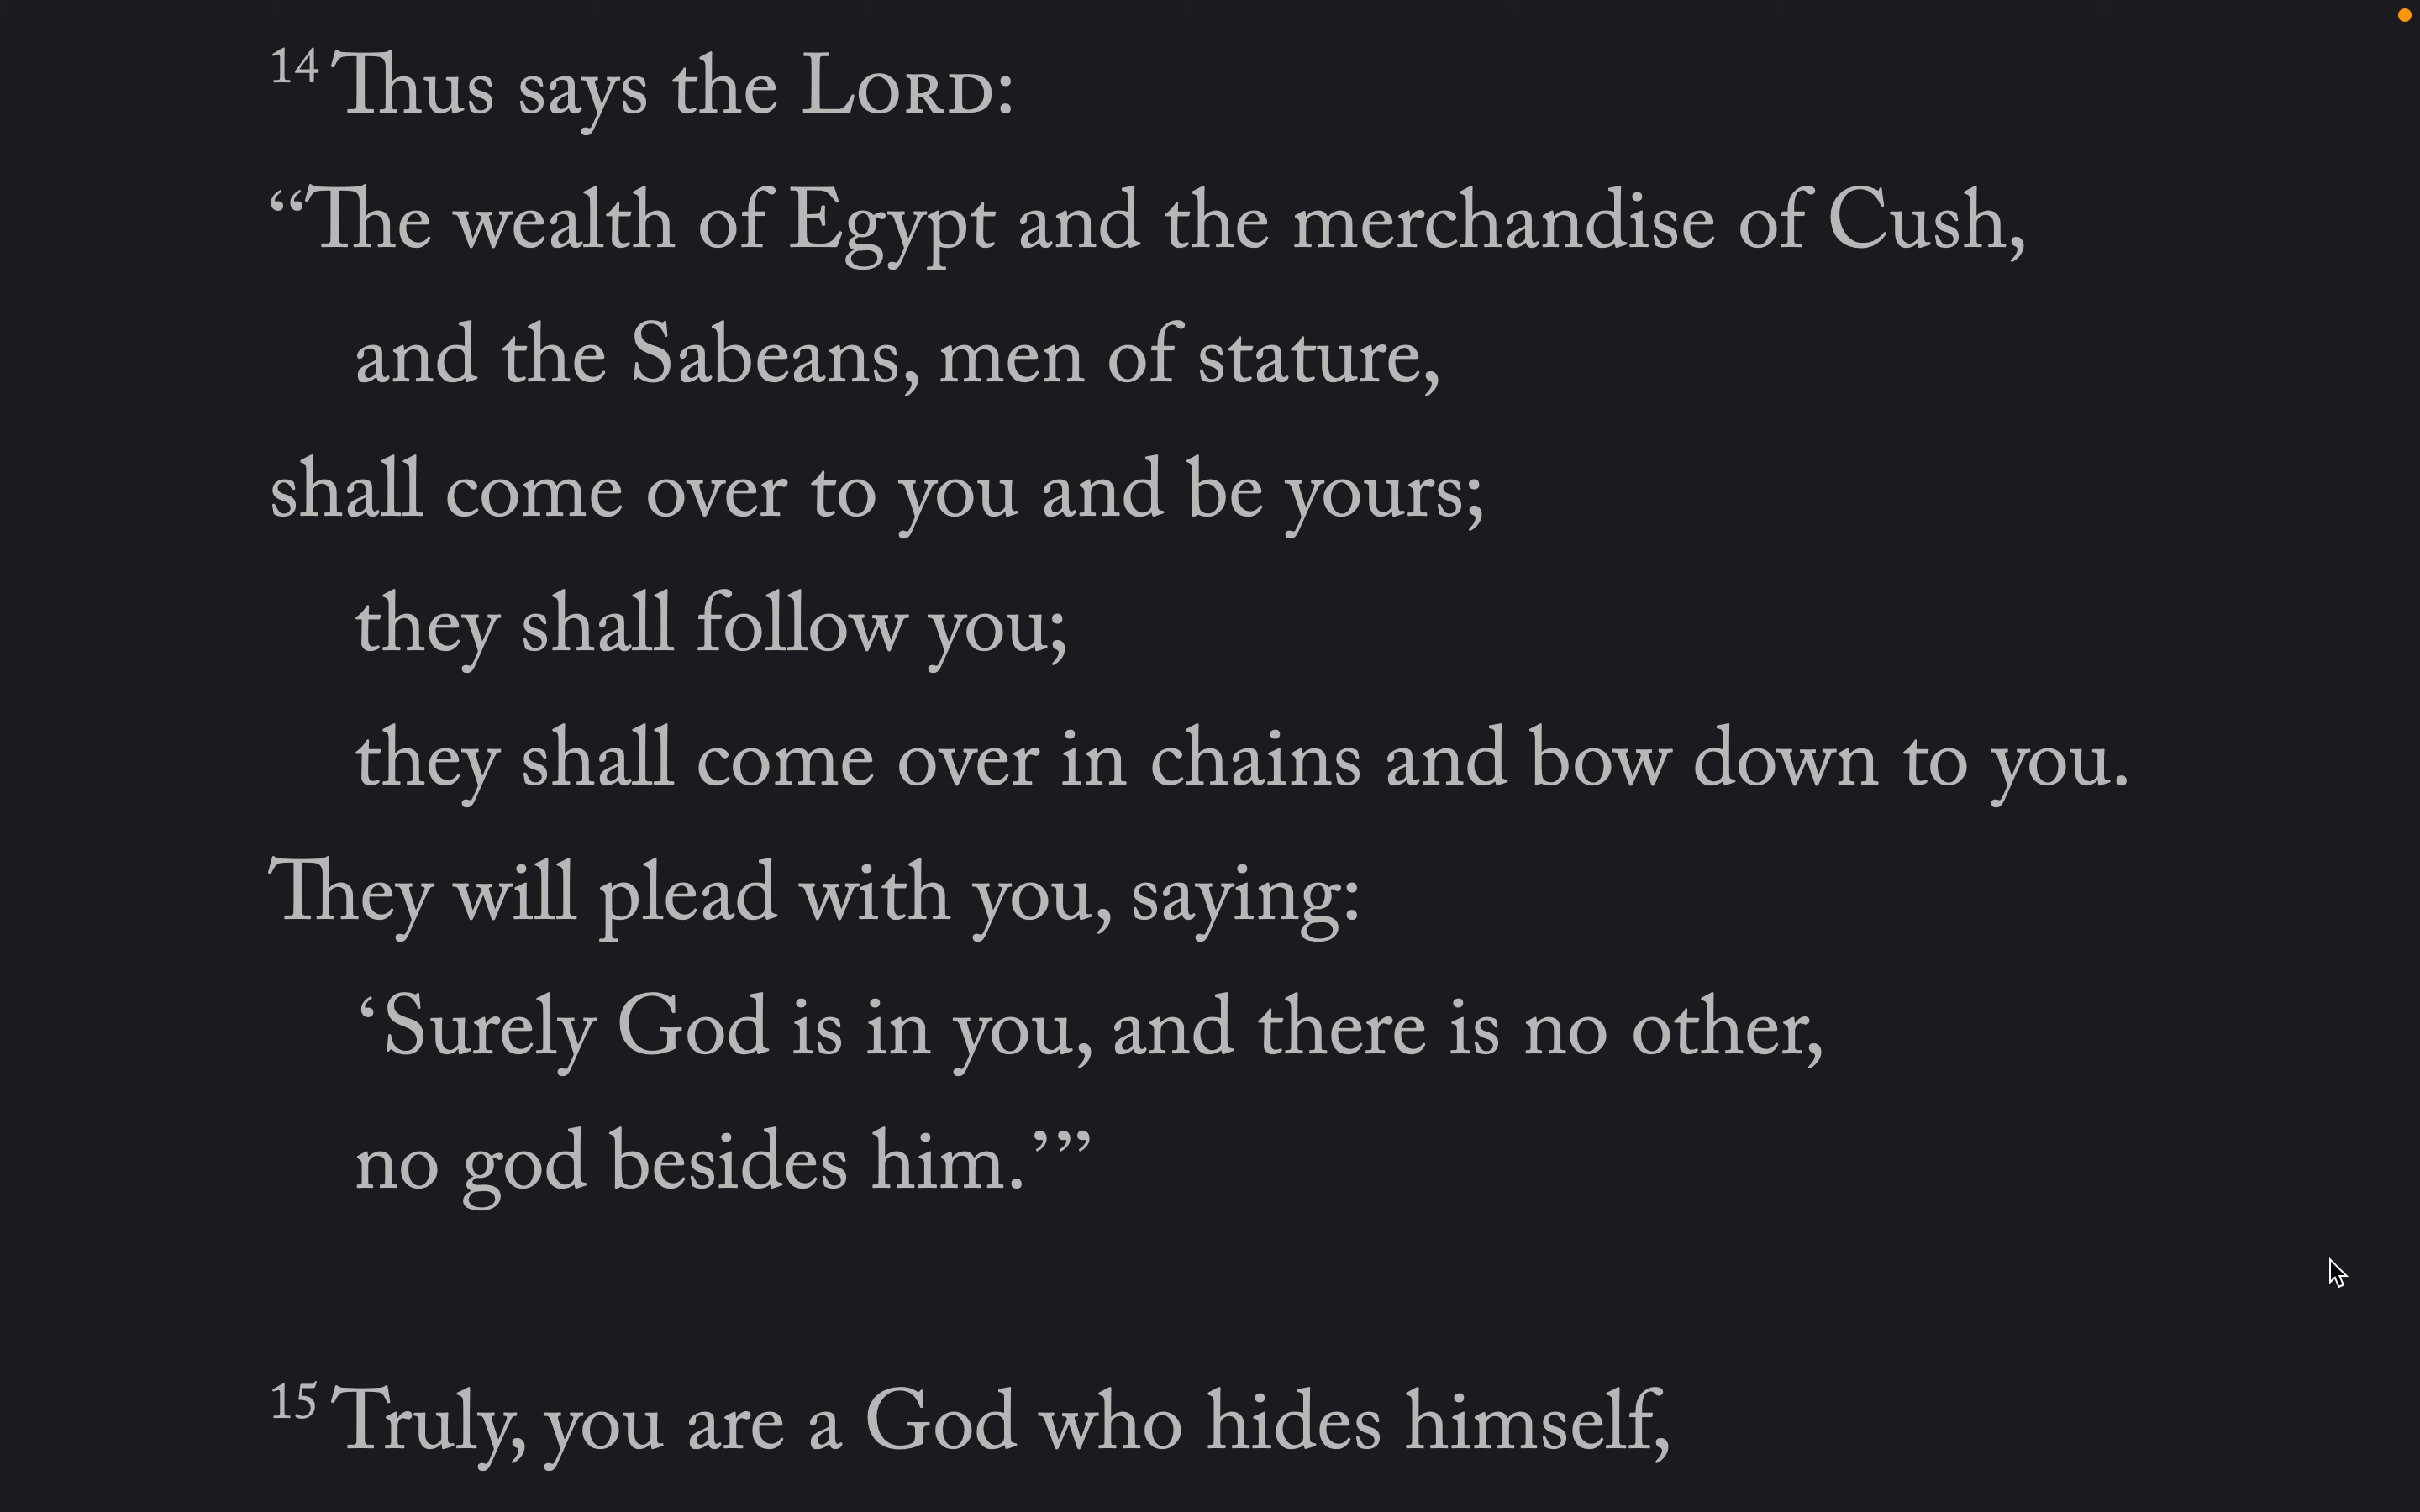 14 Thus says the LORD:
“The wealth of Egypt and the merchandise of Cush,
and the Sabeans, men of stature,
shall come over to you and be yours;
they shall follow you;
they shall come over in chains and bow down to you.
They will plead with you, saying:
‘Surely God is in you, and there is no other,
no god besides him.’”
15 Truly, you are a God who hides himself,